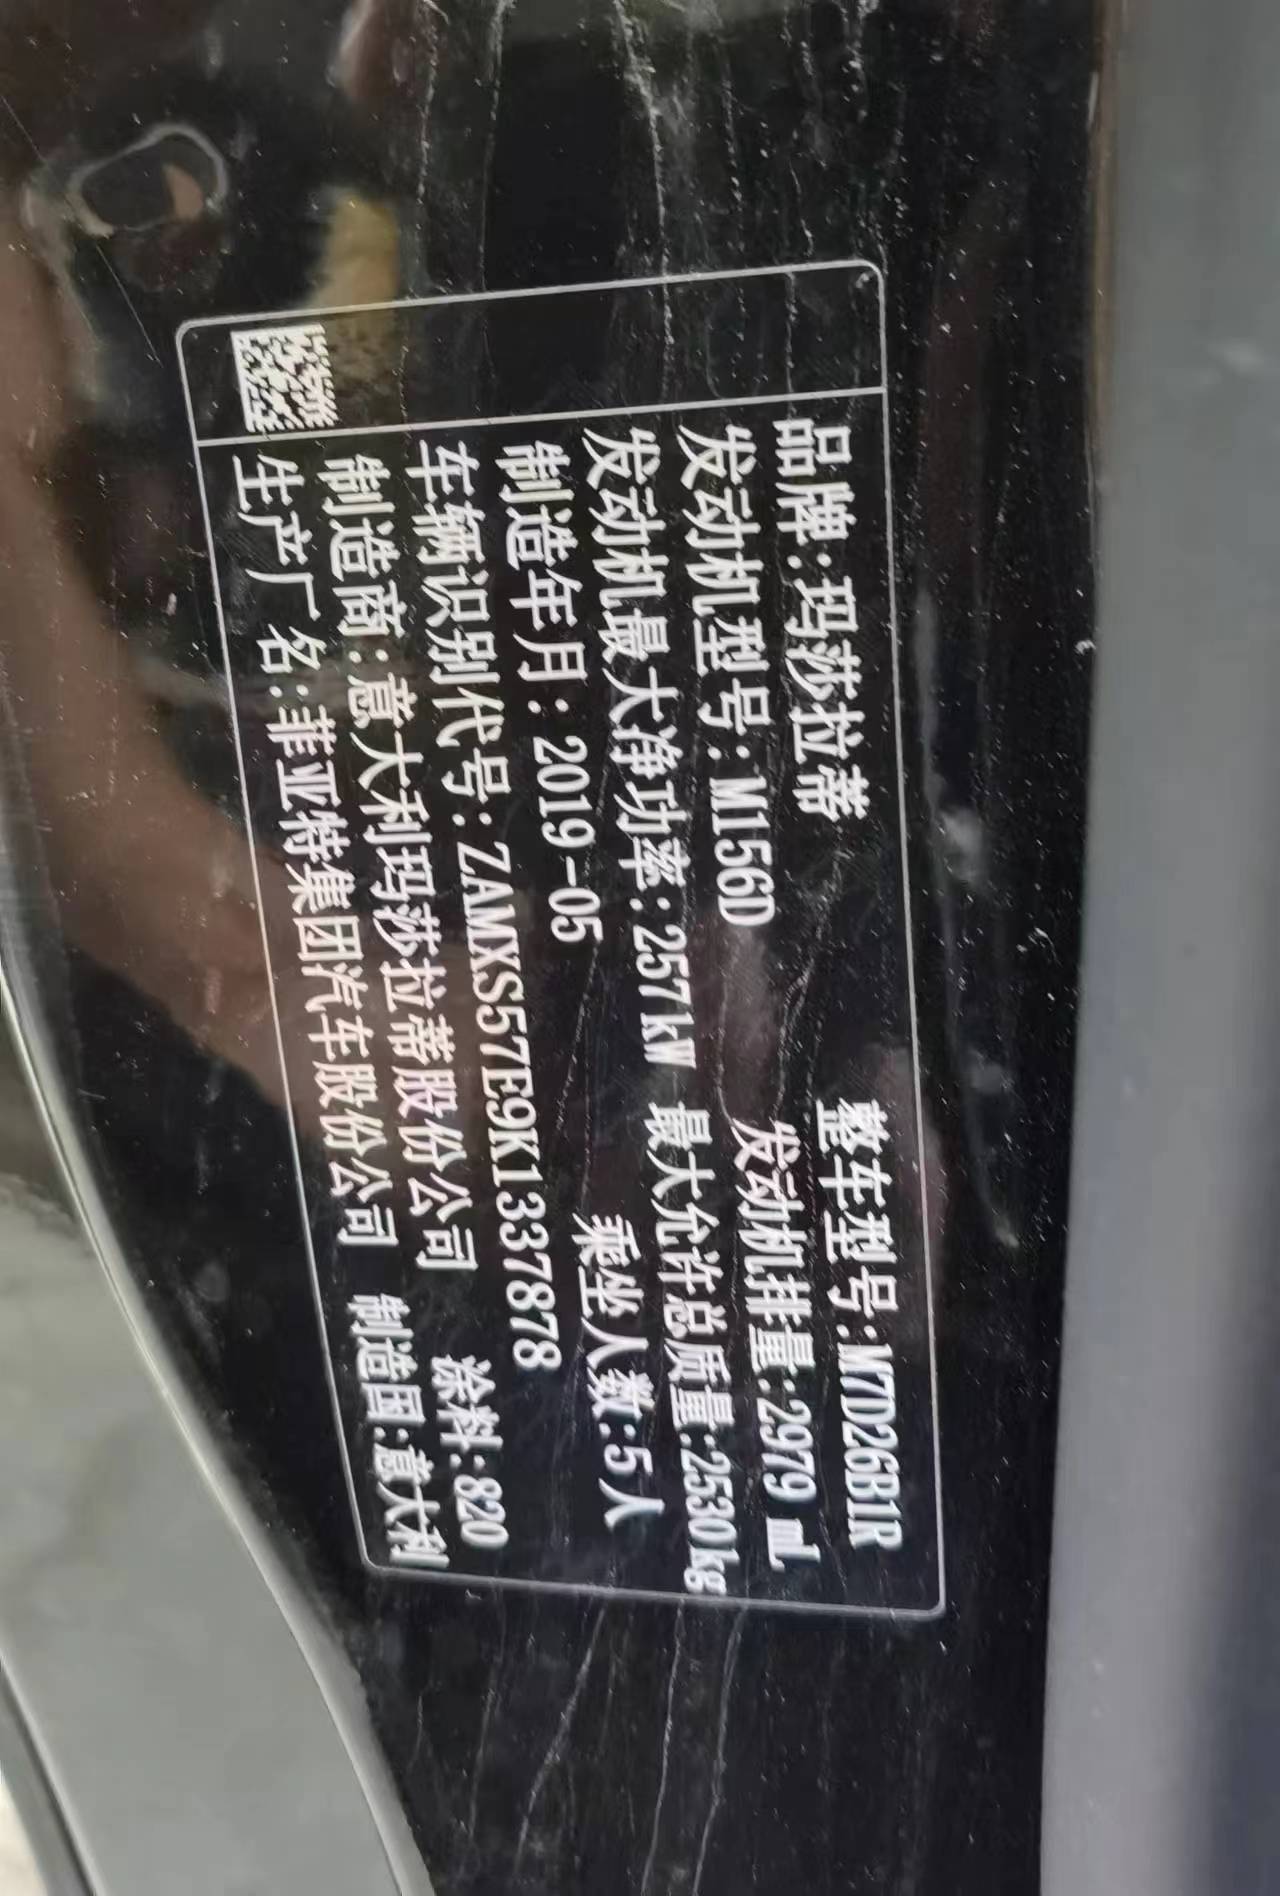 品牌:玛莎拉蒂 整车型号:M7D26B1R
发动机型号:M156D 发动机排量:2979 mL
发动机最大净功率:257kW 最大允许总质量:2530kg
制造年月:2019-05 乘坐人数:5人
车辆识别代号:ZAMXS57E9K1337878
制造商:意大利玛莎拉蒂股份公司 涂料:820
生产厂名:菲亚特集团汽车股份公司 制造国:意大利